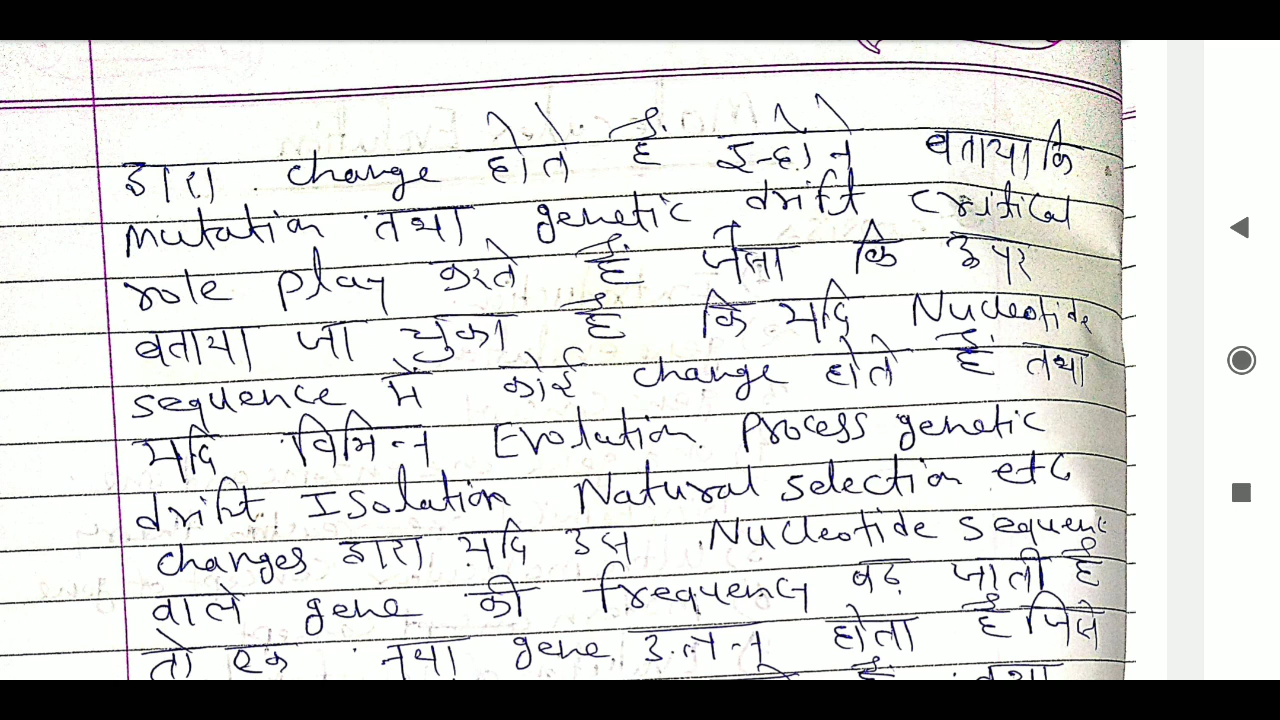 द्वारा change होते हैं इन्होंने बताया कि
mutation तथा genetic drift critical
role play करते हैं जैसा कि ऊपर
बताया जा चुका है कि यदि Nucleotide
sequence में कोई change होते हैं तथा
यदि विभिन्न Evolution Process genetic
drift Isolation Natural selection etc
changes द्वारा यदि उस Nucleotide sequenc
वाले gene की frequency बढ़ जाती है
तो एक नया gene उत्पन्न होता है जिसे